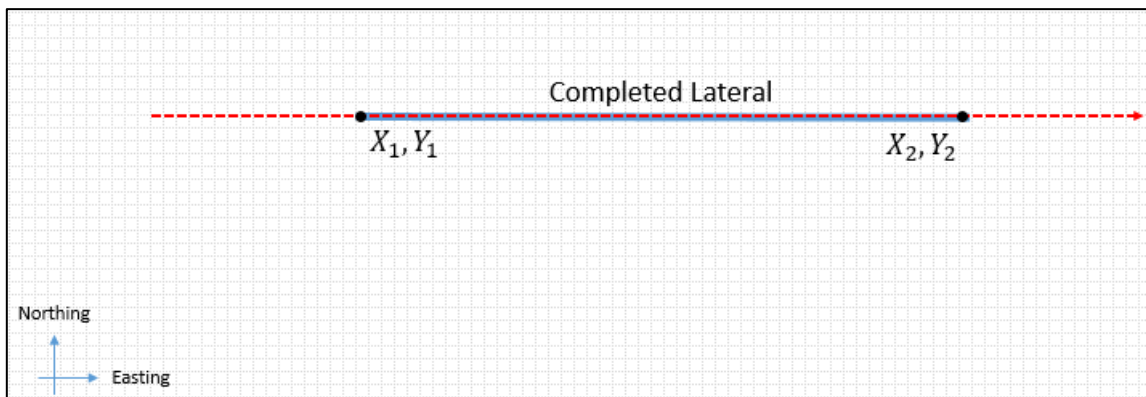 Completed Lateral
X₁, Y₁
X₂, Y₂
Northing
Easting